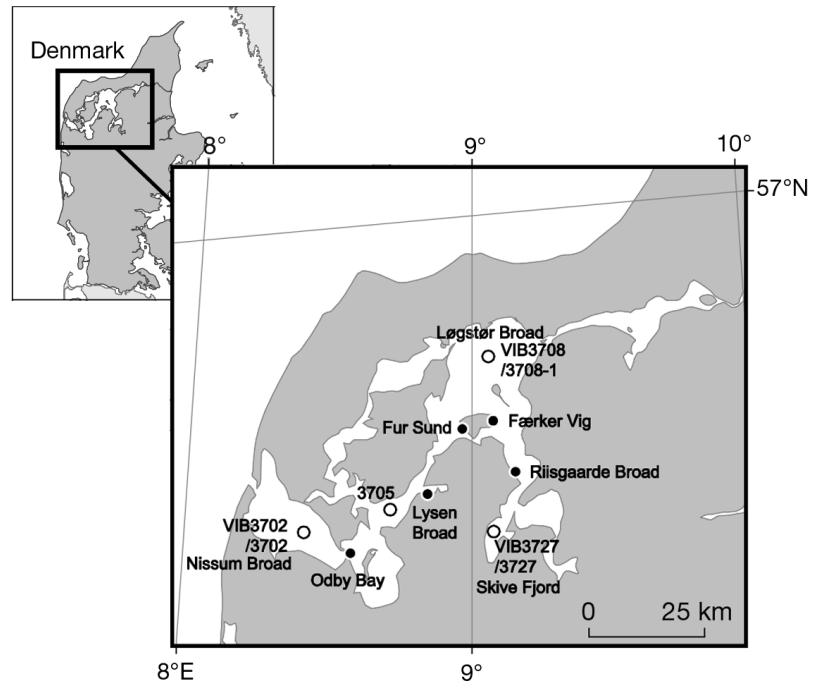 Denmark
8°
9°
10°
57°N
Løgstør Broad
VIB3708
/3708-1
Fur Sund
Færker Vig
Riisgaarde Broad
3705
Lysen
Broad
VIB3702
/3702
Nissum Broad
Odby Bay
VIB3727
/3727
Skive Fjord
0
25 km
8°E
9°